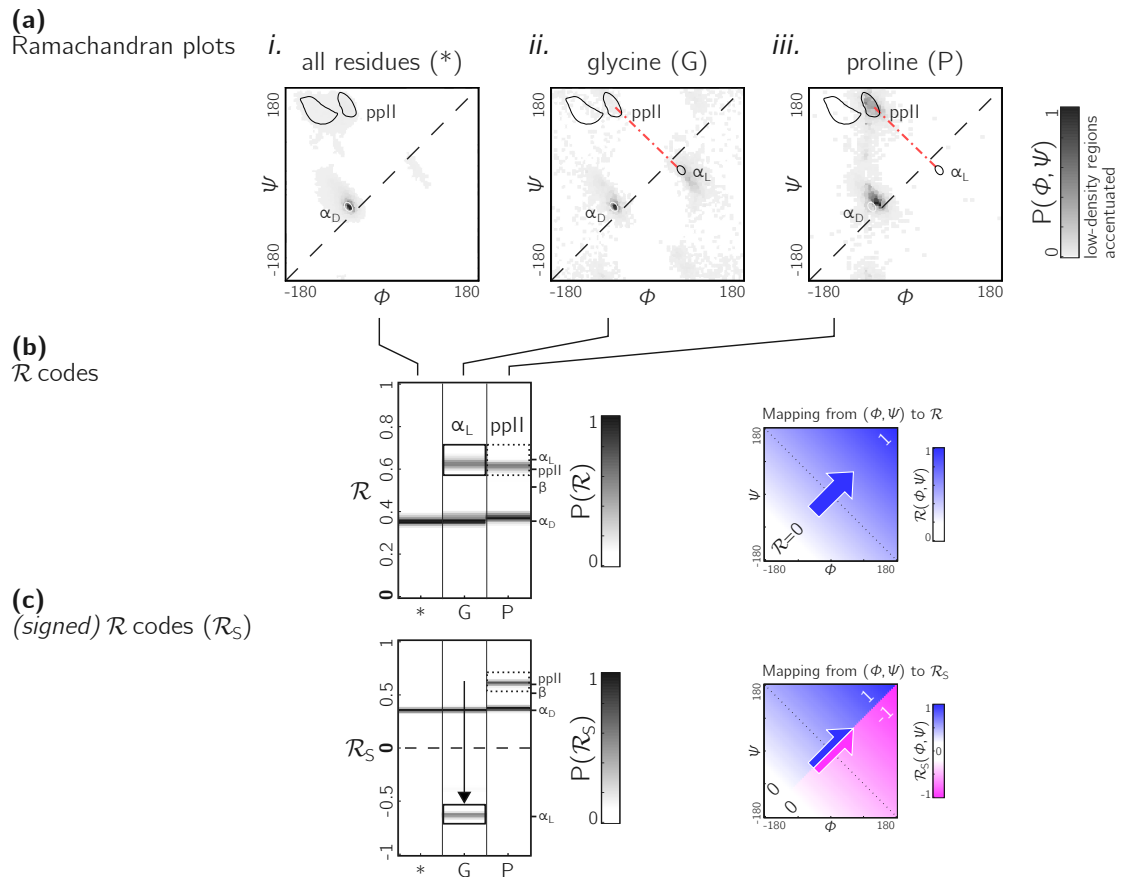 (a)
Ramachandran plots
i.
all residues (*)
ii.
glycine (G)
iii.
proline (P)
180
ppII
αD
Ψ
-180
-180
Φ
180
180
ppII
αL
αD
Ψ
-180
-180
Φ
180
180
ppII
αL
αD
Ψ
-180
-180
Φ
180
P(Φ,Ψ)
0
1
low-density regions
accentuated
(b)
ℛ codes
1
0.8
0.6
0.4
0.2
0
ℛ
αL
ppII
αL
ppII
β
αD
* G P
P(ℛ)
1
0
Mapping from (Φ,Ψ) to ℛ
180
Ψ
-180
1
ℛ=0
-180
Φ
180
ℛ(Φ,Ψ)
1
0
(c)
(signed) ℛ codes (ℛS)
1
0.5
0
-0.5
-1
ℛS
ppII
β
αD
αL
* G P
P(ℛS)
1
0
Mapping from (Φ,Ψ) to ℛS
180
Ψ
-180
1
-1
0
0
-180
Φ
180
ℛS(Φ,Ψ)
1
0
-1